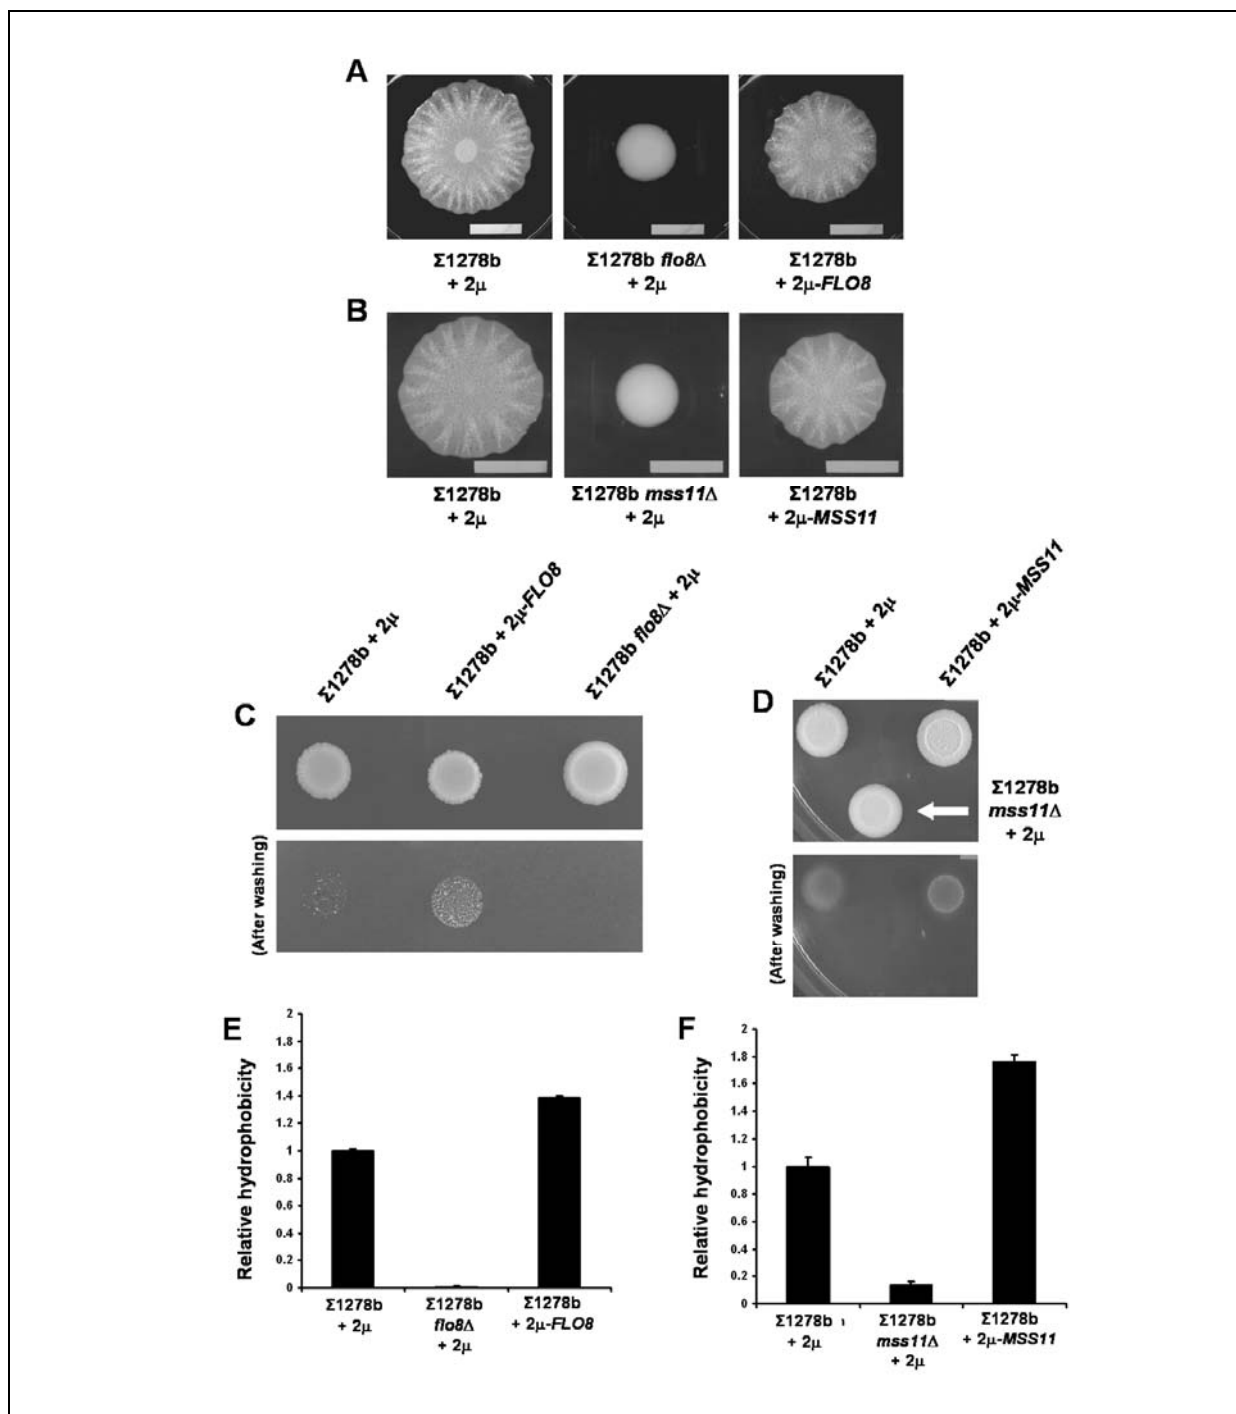 A
Σ1278b
+ 2μ
Σ1278b flo8Δ
+ 2μ
Σ1278b
+ 2μ-FLO8
B
Σ1278b
+ 2μ
Σ1278b mss11Δ
+ 2μ
Σ1278b
+ 2μ-MSS11
C
Σ1278b + 2μ
Σ1278b + 2μ-FLO8
Σ1278b flo8Δ + 2μ
(After washing)
D
Σ1278b + 2μ
Σ1278b + 2μ-MSS11
Σ1278b
mss11Δ
+ 2μ
(After washing)
E
Relative hydrophobicity
2
1.8
1.6
1.4
1.2
1
0.8
0.6
0.4
0.2
0
Σ1278b
+ 2μ
Σ1278b
flo8Δ
+ 2μ
Σ1278b
+ 2μ-FLO8
F
Relative hydrophobicity
2
1.8
1.6
1.4
1.2
1
0.8
0.6
0.4
0.2
0
Σ1278b
+ 2μ
Σ1278b
mss11Δ
+ 2μ
Σ1278b
+ 2μ-MSS11